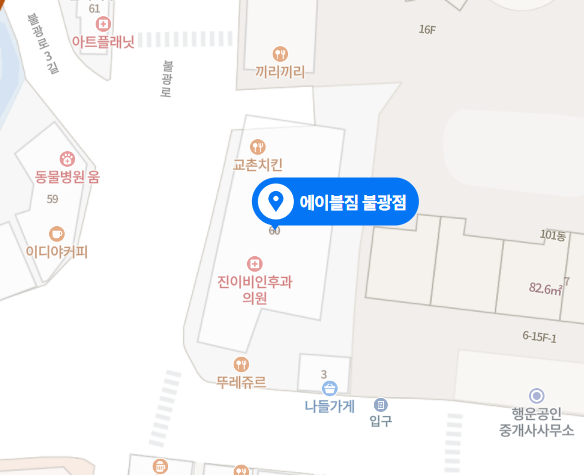 61
아트플래닛
불광로3길
불광로
16F
끼리끼리
교촌치킨
동물병원 움
59
에이블짐 불광점
60
이디야커피
101동
진이비인후과
의원
82.6㎡
6-15F-1
뚜레쥬르
3
나들가게
입구
행운공인
중개사사무소